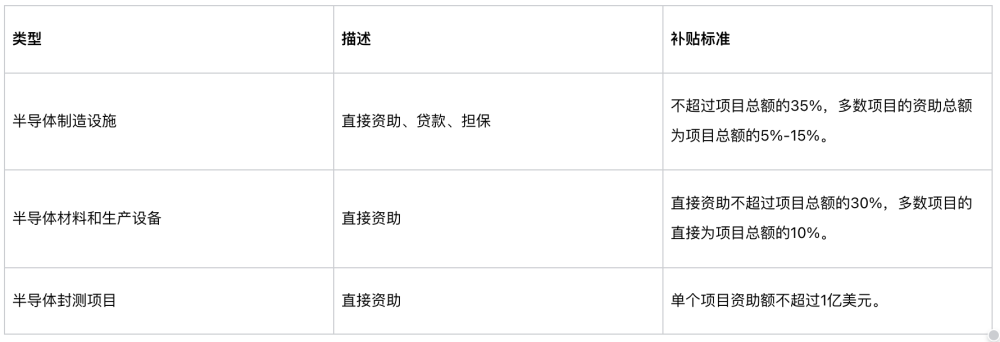 类型
描述
补贴标准
半导体制造设施
直接资助、贷款、担保
不超过项目总额的35%，多数项目的资助总额
为项目总额的5%-15%。
半导体材料和生产设备
直接资助
直接资助不超过项目总额的30%，多数项目的
直接为项目总额的10%。
半导体封测项目
直接资助
单个项目资助额不超过1亿美元。